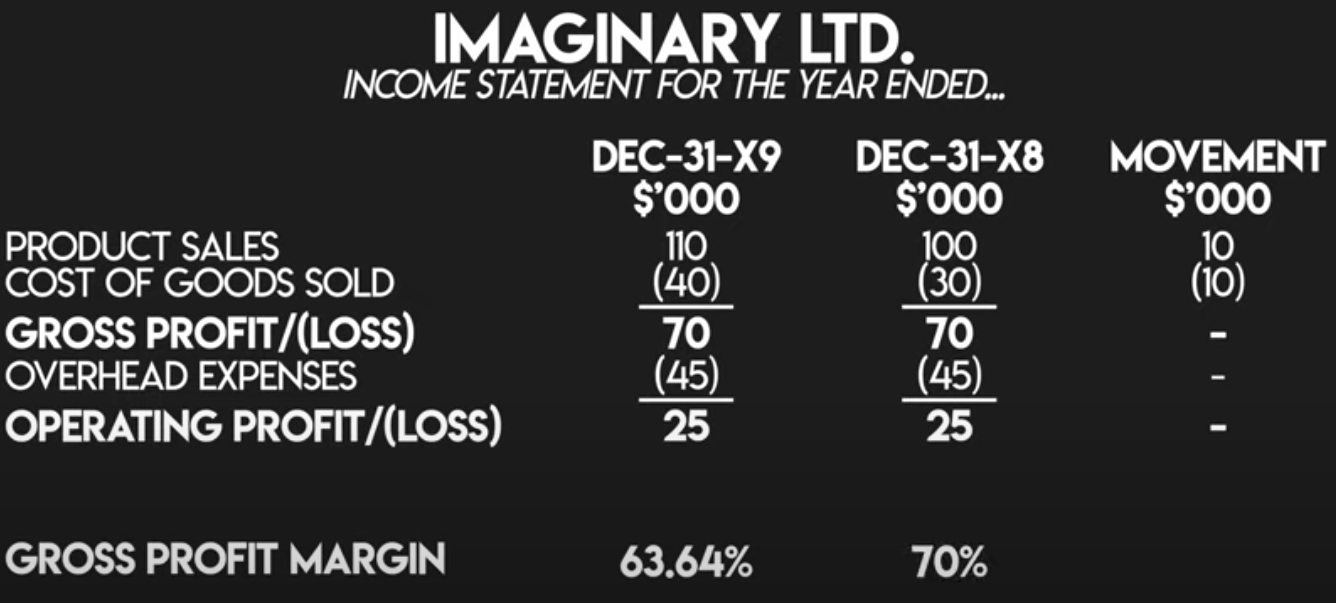 IMAGINARY LTD.
INCOME STATEMENT FOR THE YEAR ENDED...
DEC-31-X9 DEC-31-X8 MOVEMENT
$'000 $'000 $'000
PRODUCT SALES 110 100 10
COST OF GOODS SOLD (40) (30) (10)
GROSS PROFIT/(LOSS) 70 70 -
OVERHEAD EXPENSES (45) (45) -
OPERATING PROFIT/(LOSS) 25 25 -
GROSS PROFIT MARGIN 63.64% 70%